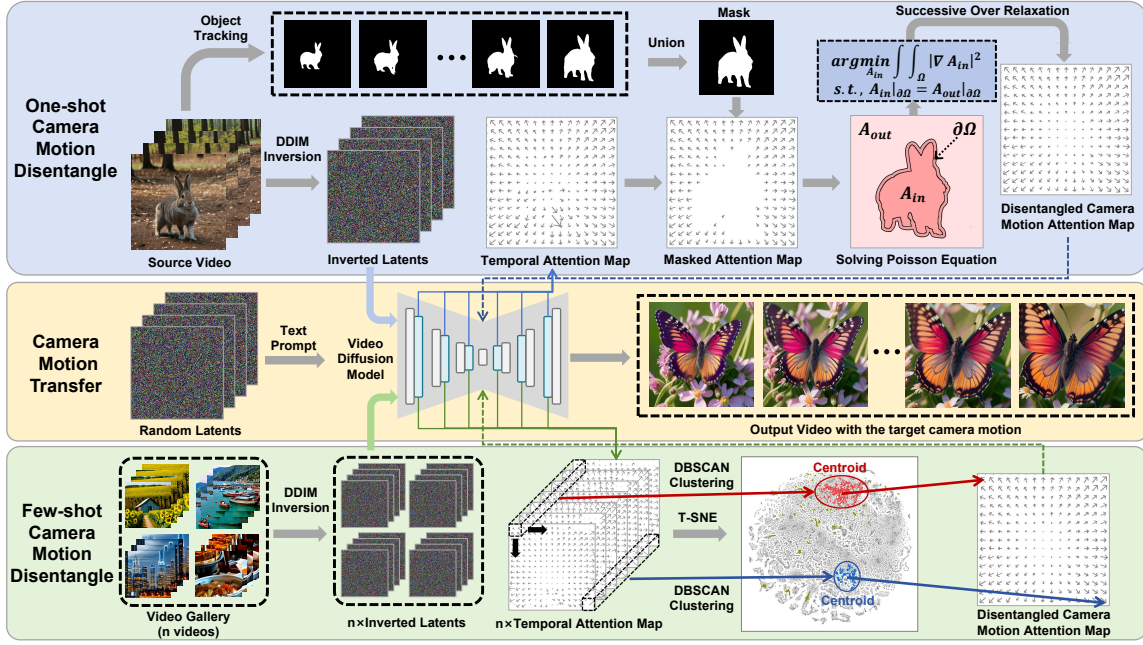 One-shot
Camera
Motion
Disentangle
Object
Tracking
Union
Mask
Successive Over Relaxation
argmin ∫∫_Ω |∇ A_in|²
A_in
s.t., A_in|_∂Ω = A_out|_∂Ω
DDIM
Inversion
A_out
∂Ω
A_in
Source Video
Inverted Latents
Temporal Attention Map
Masked Attention Map
Solving Poisson Equation
Disentangled Camera
Motion Attention Map
Camera
Motion
Transfer
Text
Prompt
Video
Diffusion
Model
Random Latents
Output Video with the target camera motion
Few-shot
Camera
Motion
Disentangle
DDIM
Inversion
DBSCAN
Clustering
T-SNE
DBSCAN
Clustering
Centroid
Centroid
Video Gallery
(n videos)
n×Inverted Latents
n×Temporal Attention Map
Disentangled Camera
Motion Attention Map